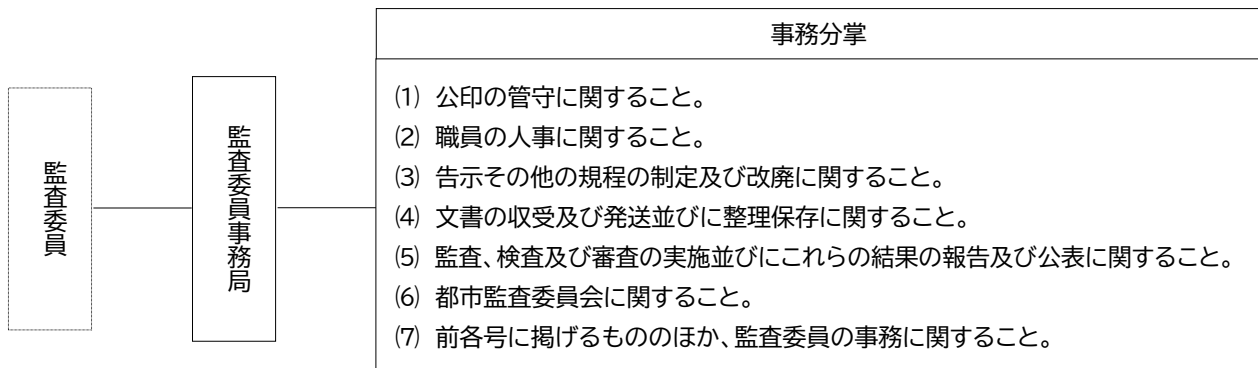 事務分掌
監査委員
監査委員事務局
(1) 公印の管守に関すること。
(2) 職員の人事に関すること。
(3) 告示その他の規程の制定及び改廃に関すること。
(4) 文書の収受及び発送並びに整理保存に関すること。
(5) 監査、検査及び審査の実施並びにこれらの結果の報告及び公表に関すること。
(6) 都市監査委員会に関すること。
(7) 前各号に掲げるもののほか、監査委員の事務に関すること。